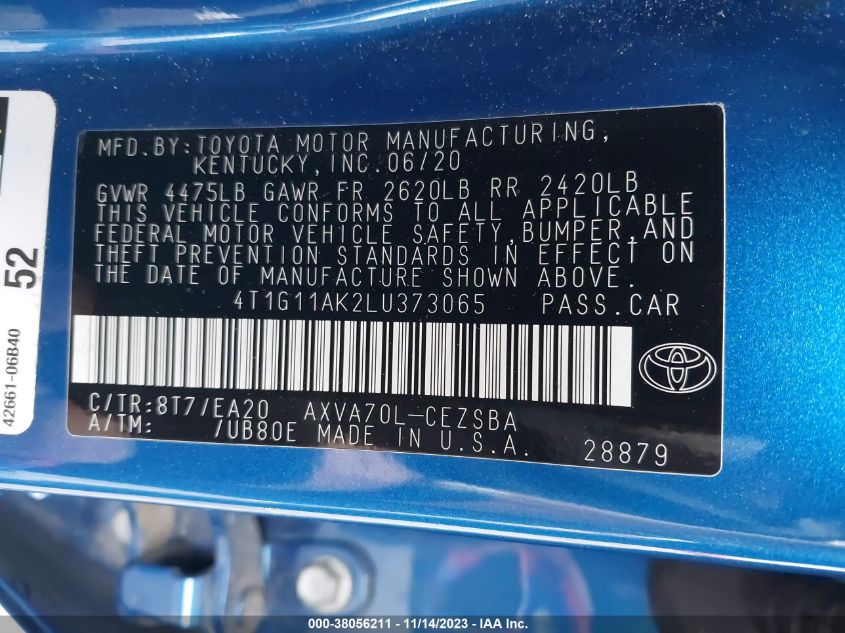 MFD.BY:TOYOTA MOTOR MANUFACTURING,
KENTUCKY,INC.06/20
GVWR 4475LB GAWR FR 2620LB RR 2420LB
THIS VEHICLE CONFORMS TO ALL APPLICABLE
FEDERAL MOTOR VEHICLE SAFETY,BUMPER,AND
THEFT PREVENTION STANDARDS IN EFFECT ON
THE DATE OF MANUFACTURE SHOWN ABOVE.
4T1G11AK2LU373065 PASS.CAR
C/TR:8T7/EA20 AXVA70L-CEZSBA
A/TM: /UB80E MADE IN U.S.A. 28879
52
42661-06B40
000-38056211 - 11/14/2023 - IAA Inc.